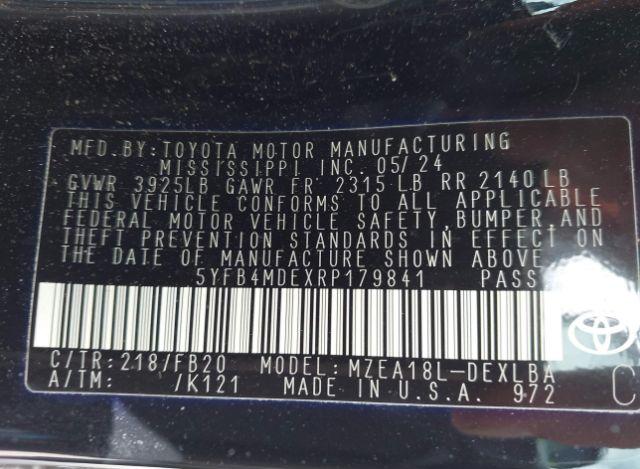 MFD.BY:TOYOTA MOTOR MANUFACTURING
MISSISSIPPI INC. 05/24
GVWR 3925LB GAWR FR 2315 LB RR 2140 LB
THIS VEHICLE CONFORMS TO ALL APPLICABLE
FEDERAL MOTOR VEHICLE SAFETY, BUMPER, AND
THEFT PREVENTION STANDARDS IN EFFECT ON
THE DATE OF MANUFACTURE SHOWN ABOVE.
5YFB4MDEXRP179841 PASS
C/TR:218/FB20 MODEL:MZEA18L-DEXLBA
A/TM: /K121 MADE IN U.S.A. 972
C